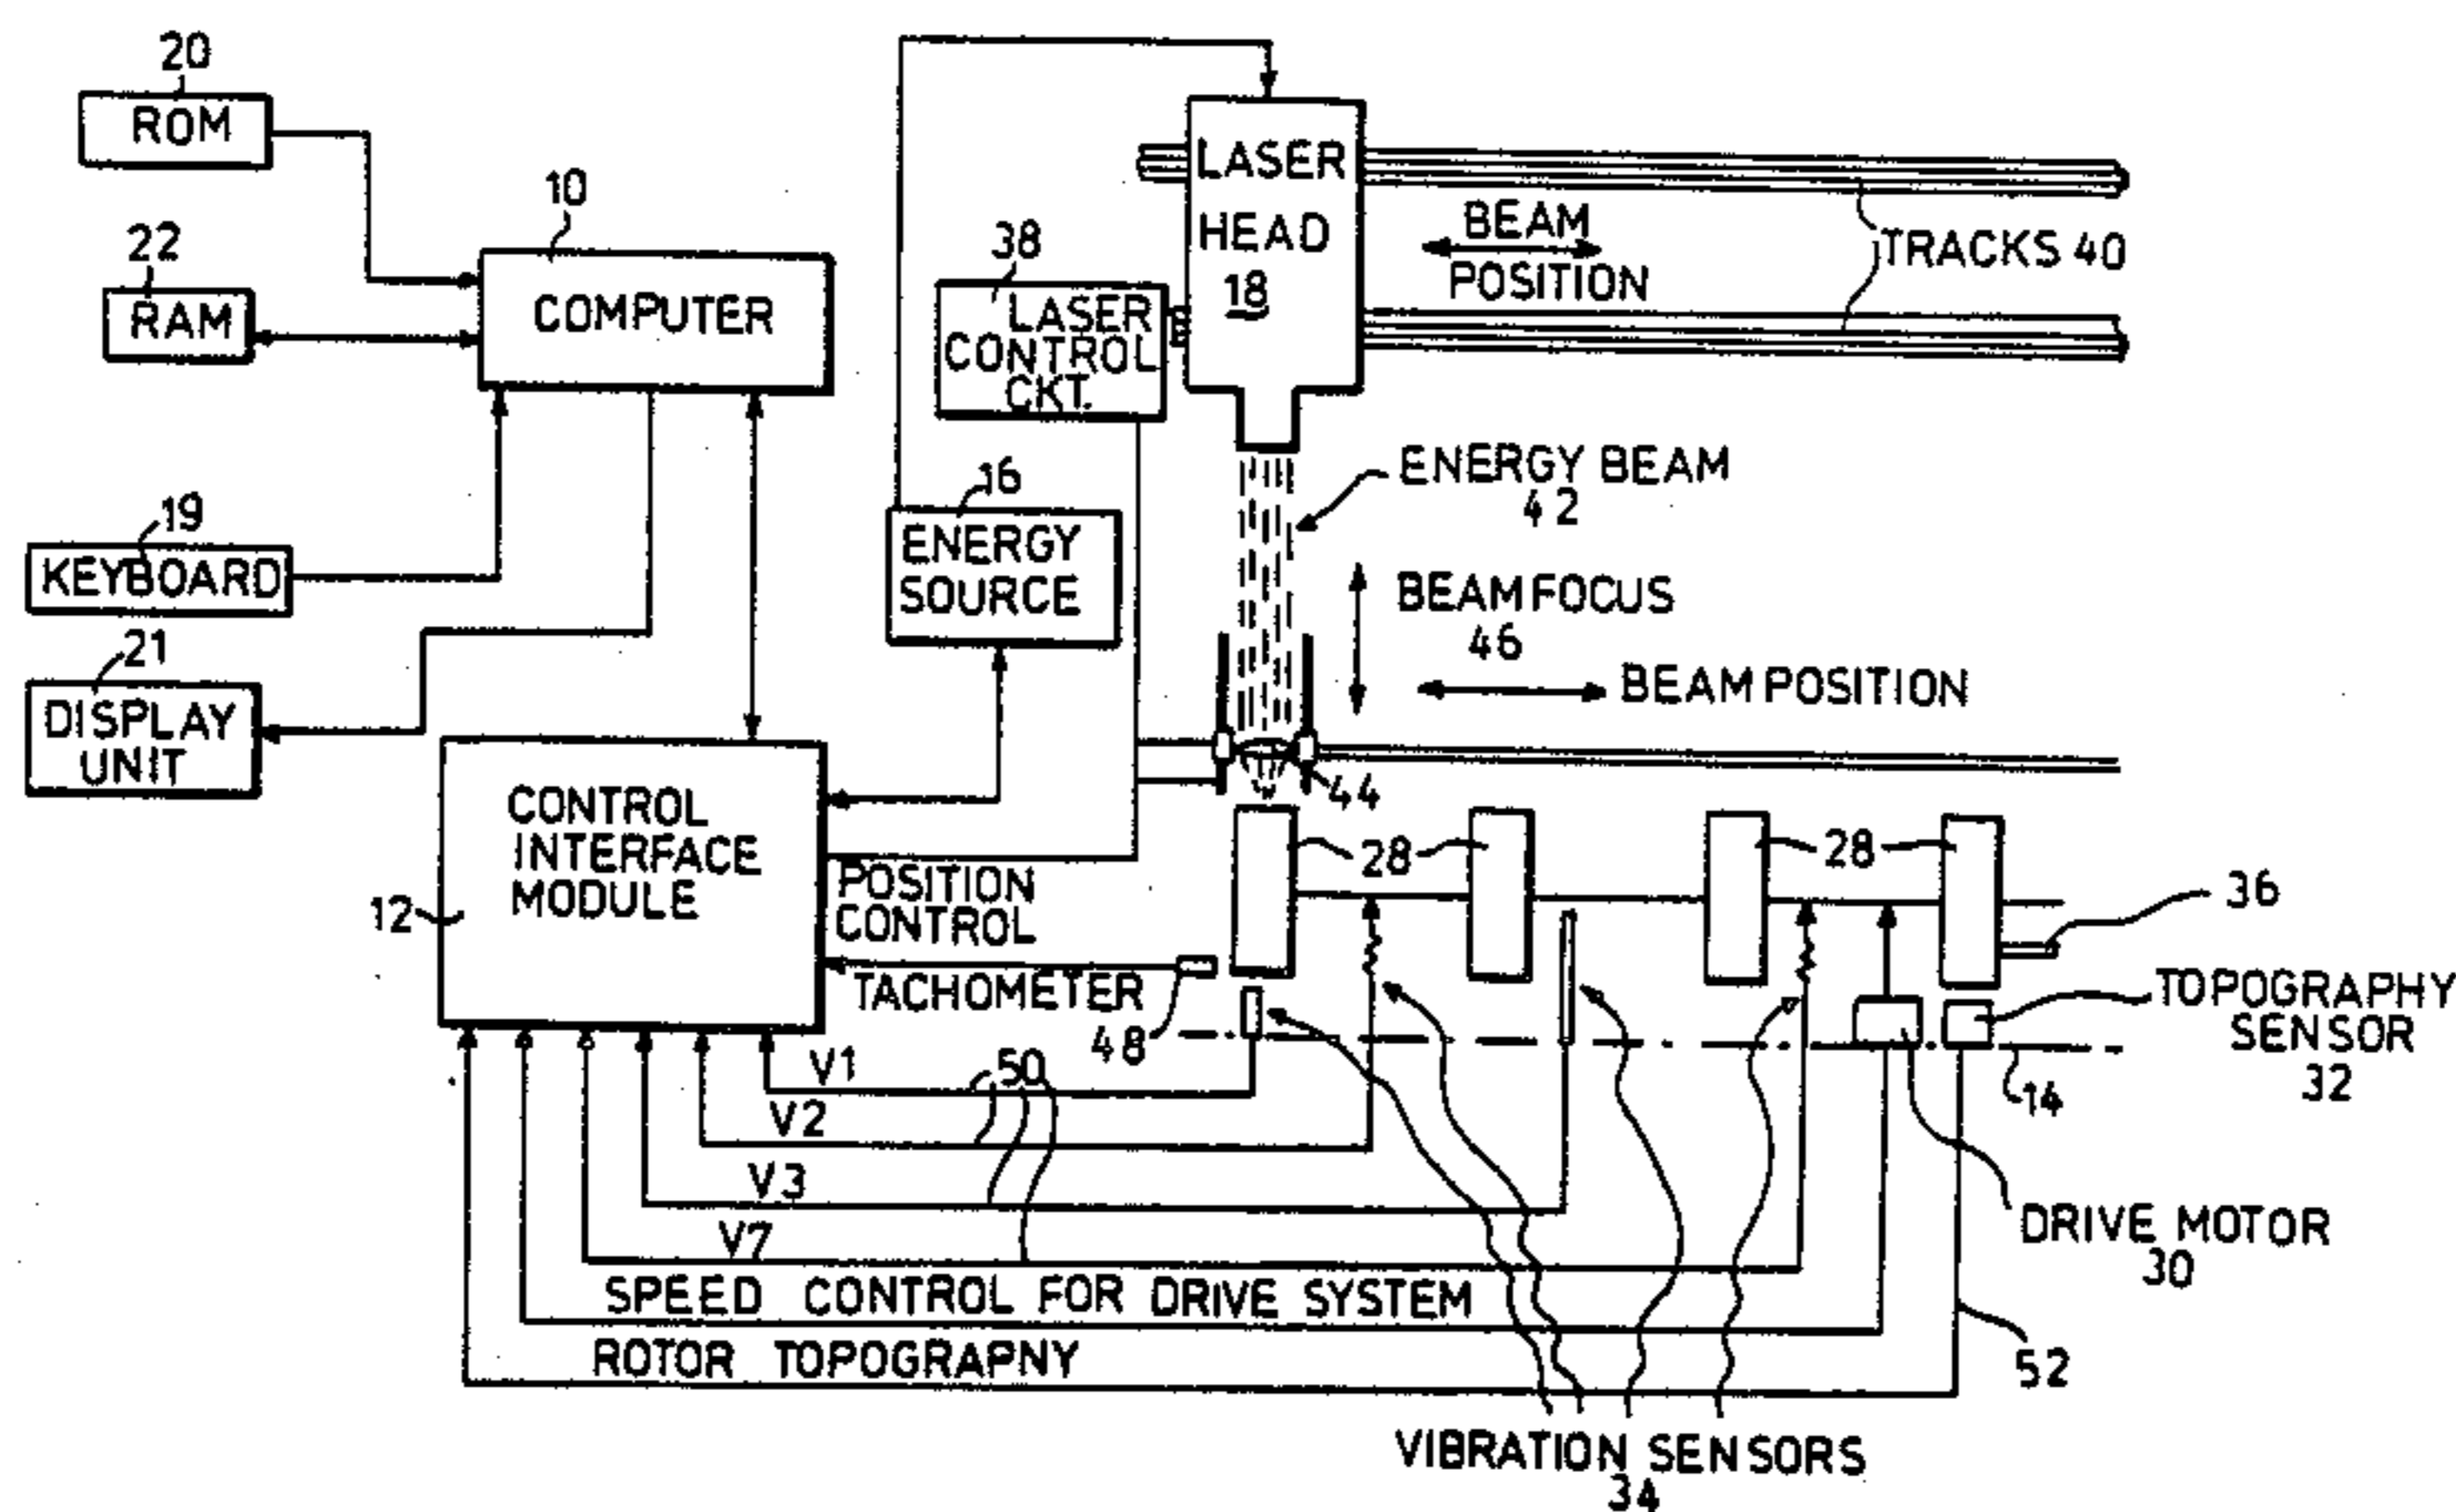 20
ROM
10
22
RAM
COMPUTER
19
KEYBOARD
21
DISPLAY
UNIT
38
LASER
CONTROL
CKT.
LASER
HEAD
18
BEAM
POSITION
TRACKS 40
16
ENERGY
SOURCE
ENERGY BEAM
42
BEAM FOCUS
46
BEAM POSITION
44
CONTROL
INTERFACE
MODULE
12
POSITION
CONTROL
TACHOMETER
48
28
28
36
TOPOGRAPHY
SENSOR
32
14
V1
50
V2
V3
V7
DRIVE MOTOR
30
SPEED CONTROL FOR DRIVE SYSTEM
ROTOR TOPOGRAPNY
52
VIBRATION SENSORS
34